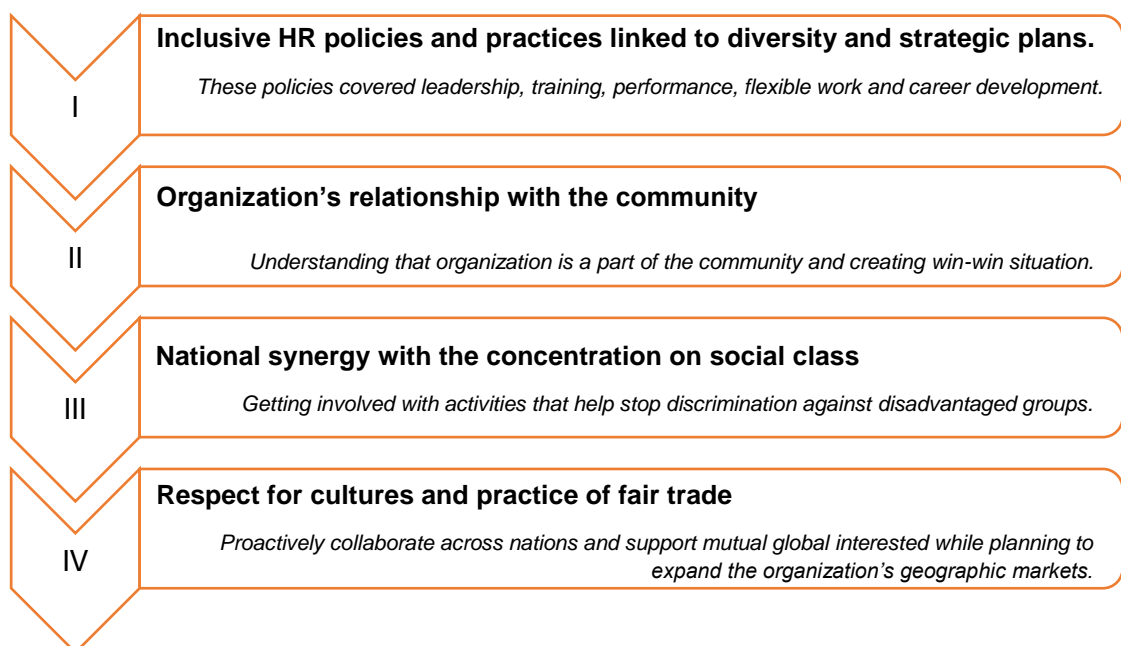 I
Inclusive HR policies and practices linked to diversity and strategic plans.
These policies covered leadership, training, performance, flexible work and career development.
II
Organization’s relationship with the community
Understanding that organization is a part of the community and creating win-win situation.
III
National synergy with the concentration on social class
Getting involved with activities that help stop discrimination against disadvantaged groups.
IV
Respect for cultures and practice of fair trade
Proactively collaborate across nations and support mutual global interested while planning to
expand the organization’s geographic markets.